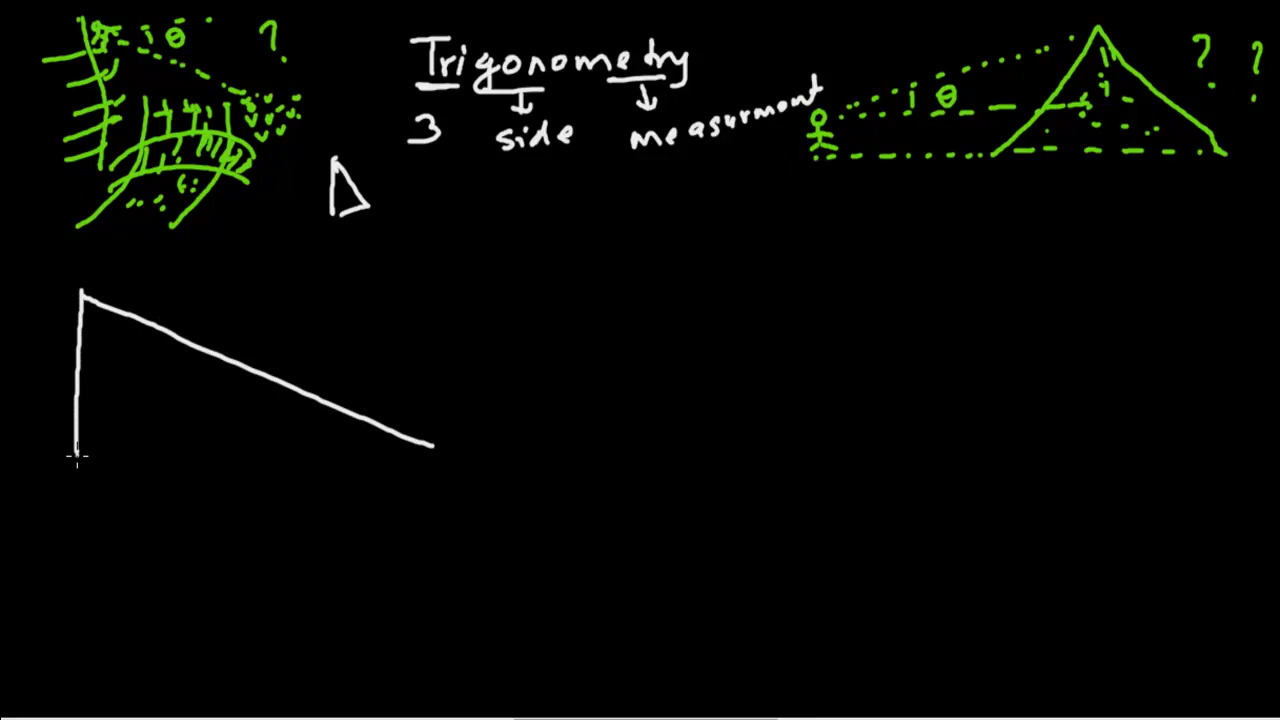 θ ?
Trigonometry
3 side measurment
θ ? ?